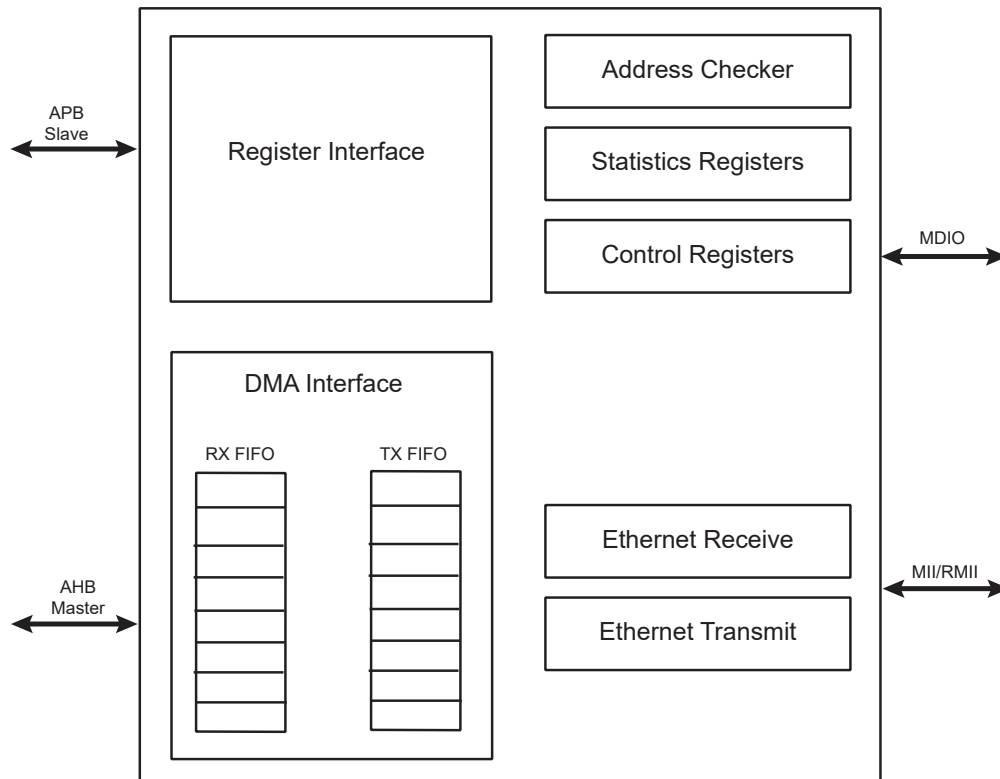 Address Checker
APB
Slave
Register Interface
Statistics Registers
Control Registers
MDIO
DMA Interface
RX FIFO
TX FIFO
Ethernet Receive
MII/RMII
AHB
Master
Ethernet Transmit